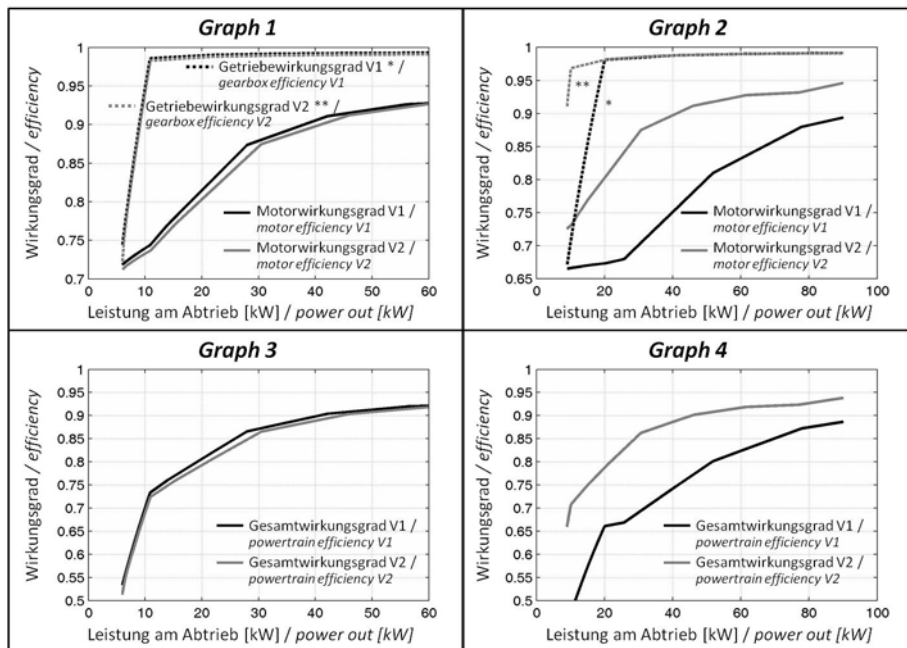 Graph 1
Wirkungsgrad / efficiency
1
0.95
0.9
0.85
0.8
0.75
0.7
Getriebewirkungsgrad V1 * /
gearbox efficiency V1
Getriebewirkungsgrad V2 ** /
gearbox efficiency V2
Motorwirkungsgrad V1 /
motor efficiency V1
Motorwirkungsgrad V2 /
motor efficiency V2
0 10 20 30 40 50 60
Leistung am Abtrieb [kW] / power out [kW]
Graph 2
Wirkungsgrad / efficiency
1
0.95
0.9
0.85
0.8
0.75
0.7
0.65
**
*
Motorwirkungsgrad V1 /
motor efficiency V1
Motorwirkungsgrad V2 /
motor efficiency V2
0 20 40 60 80 100
Leistung am Abtrieb [kW] / power out [kW]
Graph 3
Wirkungsgrad / efficiency
1
0.95
0.9
0.85
0.8
0.75
0.7
0.65
0.6
0.55
0.5
Gesamtwirkungsgrad V1 /
powertrain efficiency V1
Gesamtwirkungsgrad V2 /
powertrain efficiency V2
0 10 20 30 40 50 60
Leistung am Abtrieb [kW] / power out [kW]
Graph 4
Wirkungsgrad / efficiency
1
0.95
0.9
0.85
0.8
0.75
0.7
0.65
0.6
0.55
0.5
Gesamtwirkungsgrad V1 /
powertrain efficiency V1
Gesamtwirkungsgrad V2 /
powertrain efficiency V2
0 20 40 60 80 100
Leistung am Abtrieb [kW] / power out [kW]